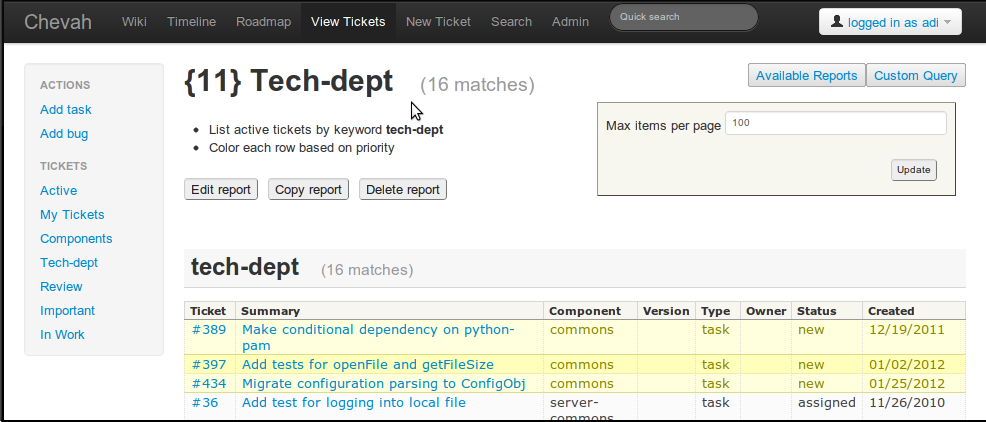 Chevah Wiki Timeline Roadmap View Tickets New Ticket Search Admin Quick search logged in as adi
ACTIONS
Add task
Add bug
TICKETS
Active
My Tickets
Components
Tech-dept
Review
Important
In Work
{11} Tech-dept (16 matches)
Available Reports Custom Query
• List active tickets by keyword tech-dept
• Color each row based on priority
Max items per page 100
Update
Edit report Copy report Delete report
tech-dept (16 matches)
Ticket Summary Component Version Type Owner Status Created
#389 Make conditional dependency on python- commons task new 12/19/2011
pam
#397 Add tests for openFile and getFileSize commons task new 01/02/2012
#434 Migrate configuration parsing to ConfigObj commons task new 01/25/2012
#36 Add test for logging into local file server- task assigned 11/26/2010
commons